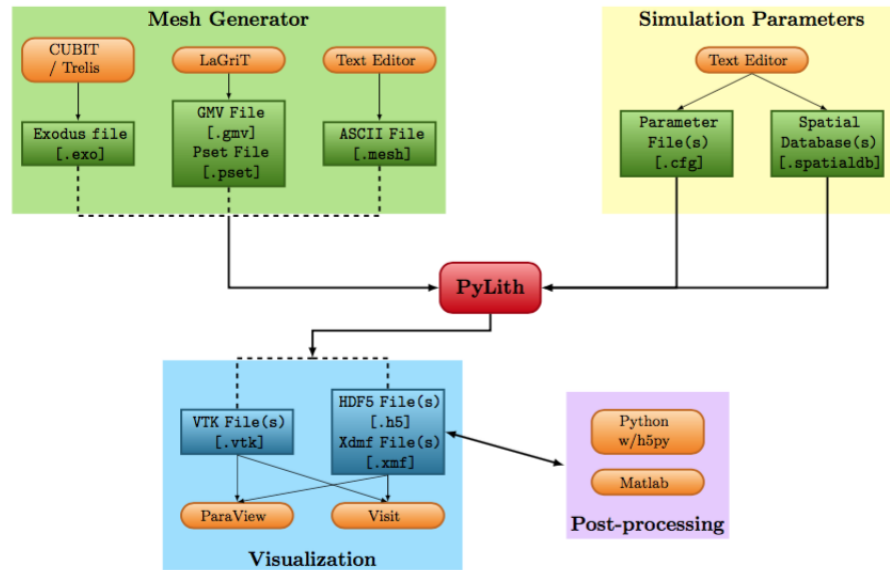 Mesh Generator
CUBIT
/ Trelis
LaGriT
Text Editor
Exodus file
[.exo]
GMV File
[.gmv]
Pset File
[.pset]
ASCII File
[.mesh]
Simulation Parameters
Text Editor
Parameter
File(s)
[.cfg]
Spatial
Database(s)
[.spatialdb]
PyLith
VTK File(s)
[.vtk]
HDF5 File(s)
[.h5]
Xdmf File(s)
[.xmf]
ParaView
Visit
Visualization
Python
w/h5py
Matlab
Post-processing